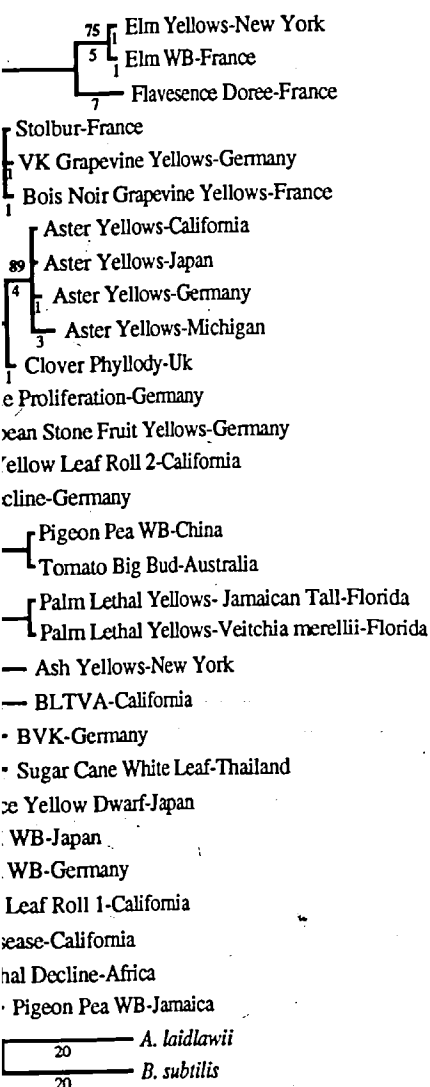 75 Elm Yellows-New York
1
5 Elm WB-France
1
Flavesence Doree-France
7
Stolbur-France
VK Grapevine Yellows-Germany
1
Bois Noir Grapevine Yellows-France
1
Aster Yellows-California
89 Aster Yellows-Japan
4 Aster Yellows-Germany
1
Aster Yellows-Michigan
3
Clover Phyllody-Uk
1
e Proliferation-Germany
pean Stone Fruit Yellows-Germany
Yellow Leaf Roll 2-California
cline-Germany
Pigeon Pea WB-China
Tomato Big Bud-Australia
Palm Lethal Yellows- Jamaican Tall-Florida
Palm Lethal Yellows-Veitchia merellii-Florida
Ash Yellows-New York
BLTVA-California
BVK-Germany
Sugar Cane White Leaf-Thailand
ce Yellow Dwarf-Japan
WB-Japan
WB-Germany
Leaf Roll 1-California
sease-California
hal Decline-Africa
Pigeon Pea WB-Jamaica
A. laidlawii
20
B. subtilis
20